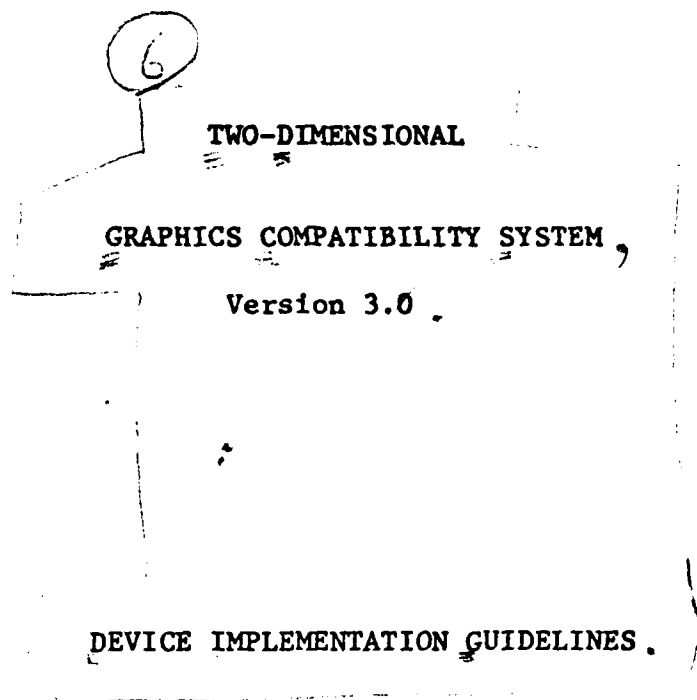 6
TWO-DIMENSIONAL
GRAPHICS COMPATIBILITY SYSTEM,
Version 3.0.
DEVICE IMPLEMENTATION GUIDELINES.